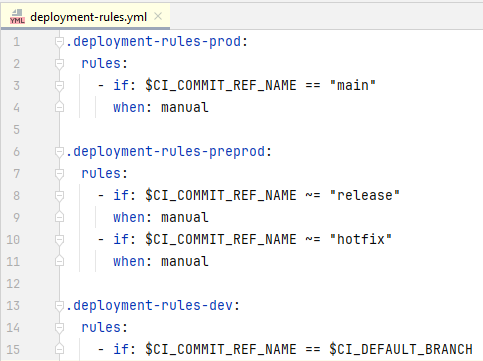 deployment-rules.yml
1 .deployment-rules-prod:
2 rules:
3 - if: $CI_COMMIT_REF_NAME == "main"
4 when: manual
5
6 .deployment-rules-preprod:
7 rules:
8 - if: $CI_COMMIT_REF_NAME ~= "release"
9 when: manual
10 - if: $CI_COMMIT_REF_NAME ~= "hotfix"
11 when: manual
12
13 .deployment-rules-dev:
14 rules:
15 - if: $CI_COMMIT_REF_NAME == $CI_DEFAULT_BRANCH